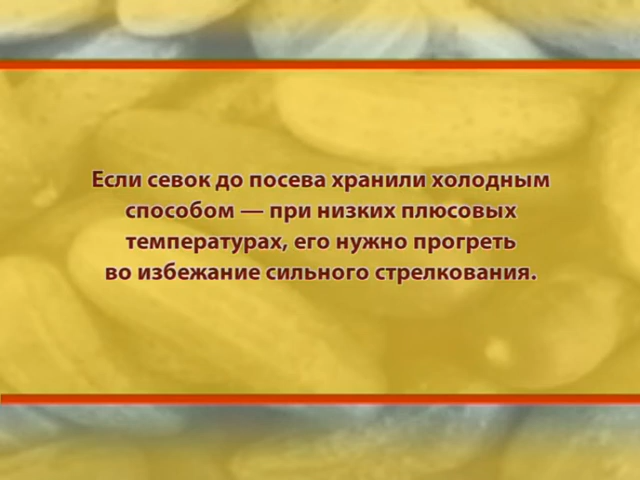 Если севок до посева хранили холодным
способом — при низких плюсовых
температурах, его нужно прогреть
во избежание сильного стрелкования.